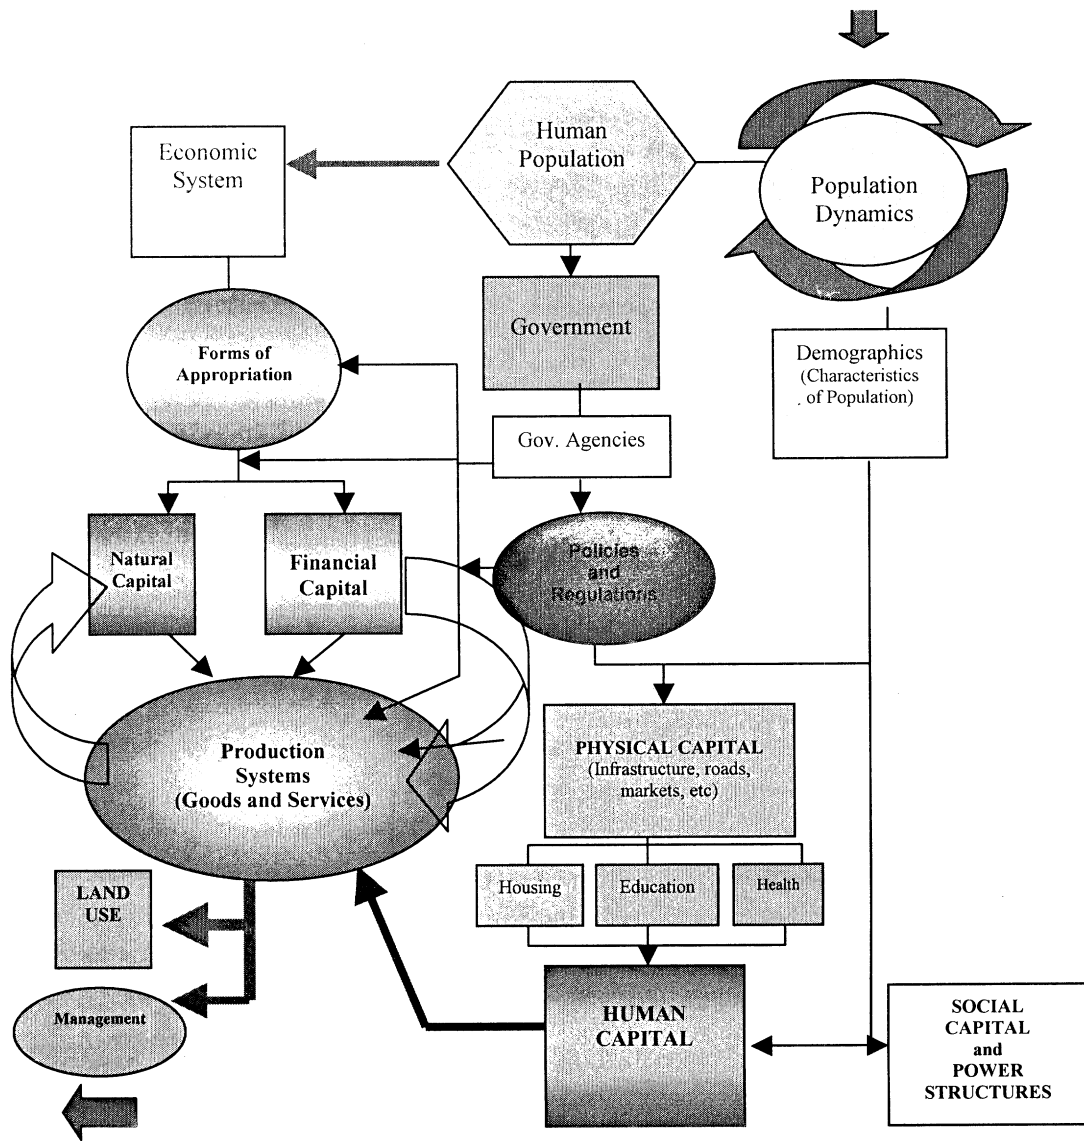 Human
Population
Economic
System
Population
Dynamics
Government
Forms of
Appropriation
Demographics
(Characteristics
of Population)
Gov. Agencies
Natural
Capital
Financial
Capital
Policies
and
Regulations
Production
Systems
(Goods and Services)
PHYSICAL CAPITAL
(Infrastructure, roads,
markets, etc)
LAND
USE
Housing
Education
Health
Management
HUMAN
CAPITAL
SOCIAL
CAPITAL
and
POWER
STRUCTURES